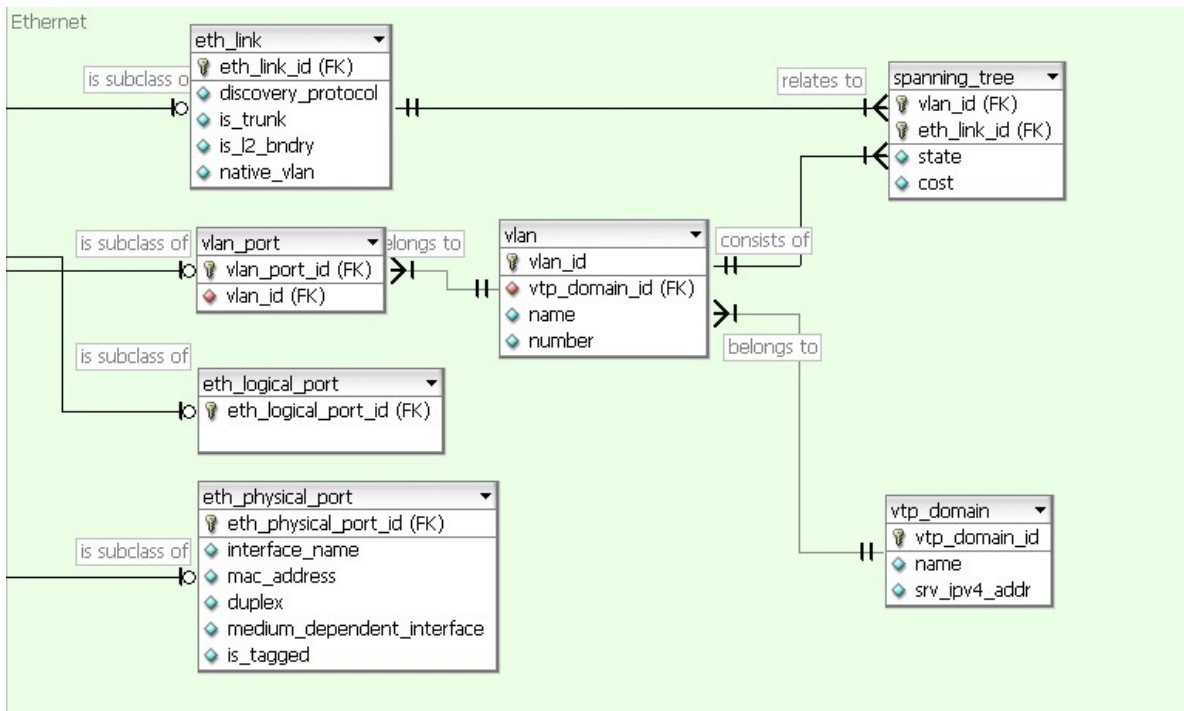 Ethernet
eth_link
eth_link_id (FK)
discovery_protocol
is_trunk
is_l2_bndry
native_vlan
is subclass o
relates to
spanning_tree
vlan_id (FK)
eth_link_id (FK)
state
cost
is subclass of
vlan_port
vlan_port_id (FK)
vlan_id (FK)
elongs to
vlan
vlan_id
vtp_domain_id (FK)
name
number
consists of
belongs to
is subclass of
eth_logical_port
eth_logical_port_id (FK)
eth_physical_port
eth_physical_port_id (FK)
interface_name
mac_address
duplex
medium_dependent_interface
is_tagged
is subclass of
vtp_domain
vtp_domain_id
name
srv_ipv4_addr